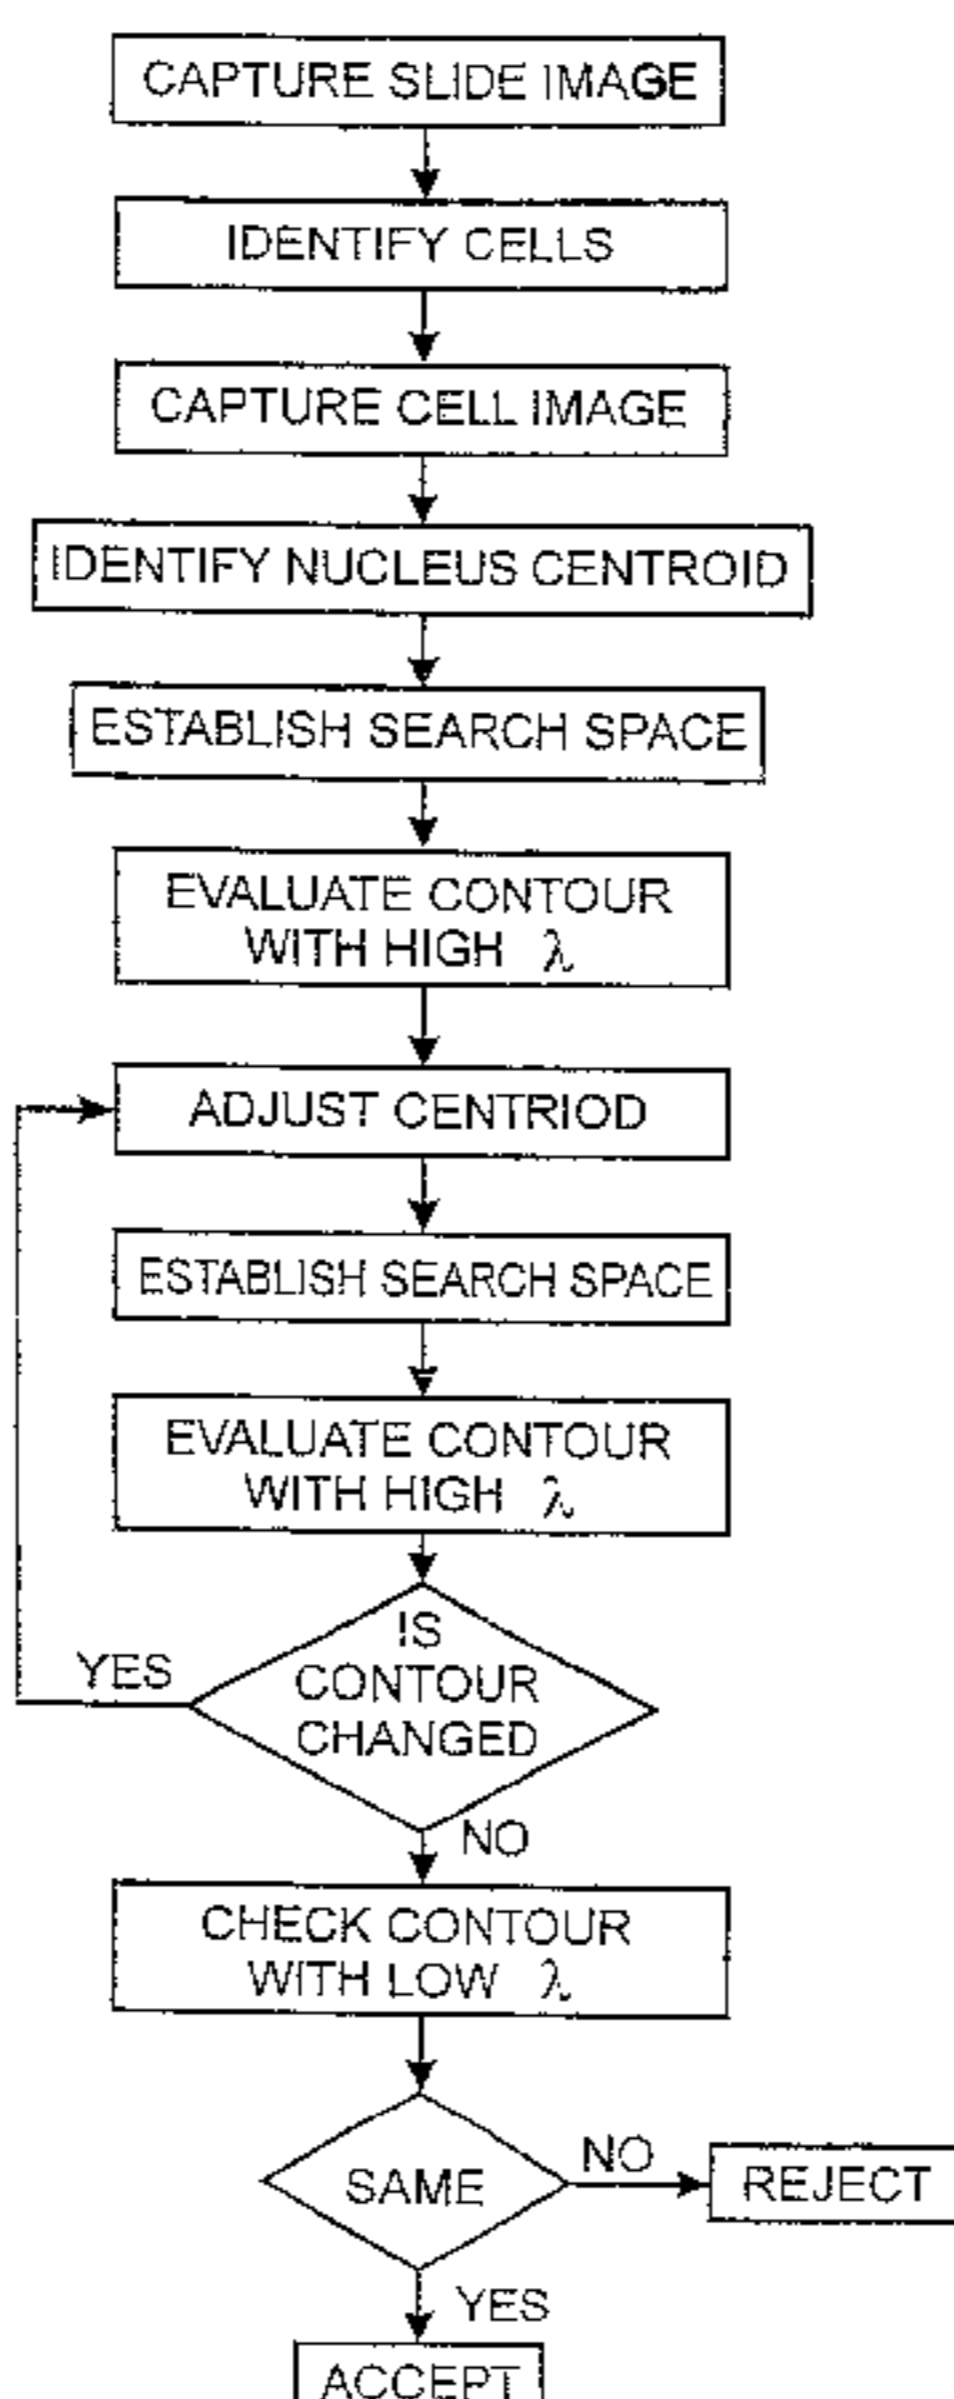 CAPTURE SLIDE IMAGE
IDENTIFY CELLS
CAPTURE CELL IMAGE
IDENTIFY NUCLEUS CENTROID
ESTABLISH SEARCH SPACE
EVALUATE CONTOUR
WITH HIGH λ
ADJUST CENTRIOD
ESTABLISH SEARCH SPACE
EVALUATE CONTOUR
WITH HIGH λ
IS
CONTOUR
CHANGED
YES
NO
CHECK CONTOUR
WITH LOW λ
SAME
NO
REJECT
YES
ACCEPT